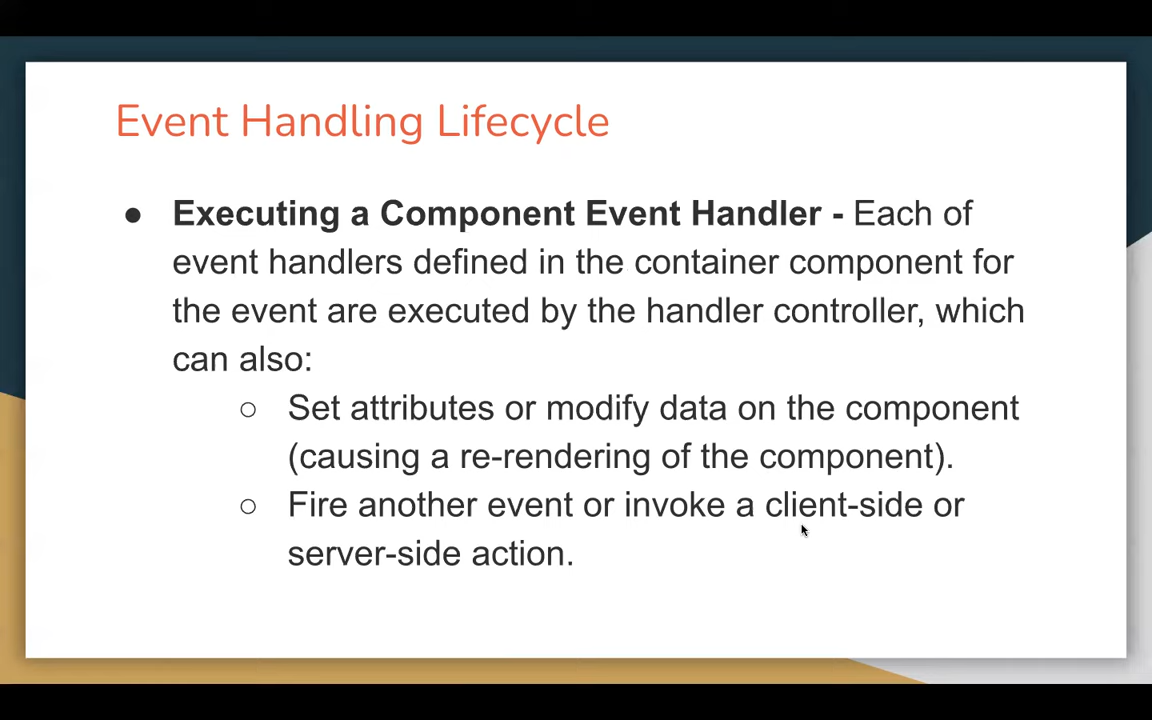 Event Handling Lifecycle
● Executing a Component Event Handler - Each of
event handlers defined in the container component for
the event are executed by the handler controller, which
can also:
○ Set attributes or modify data on the component
(causing a re-rendering of the component).
○ Fire another event or invoke a client-side or
server-side action.